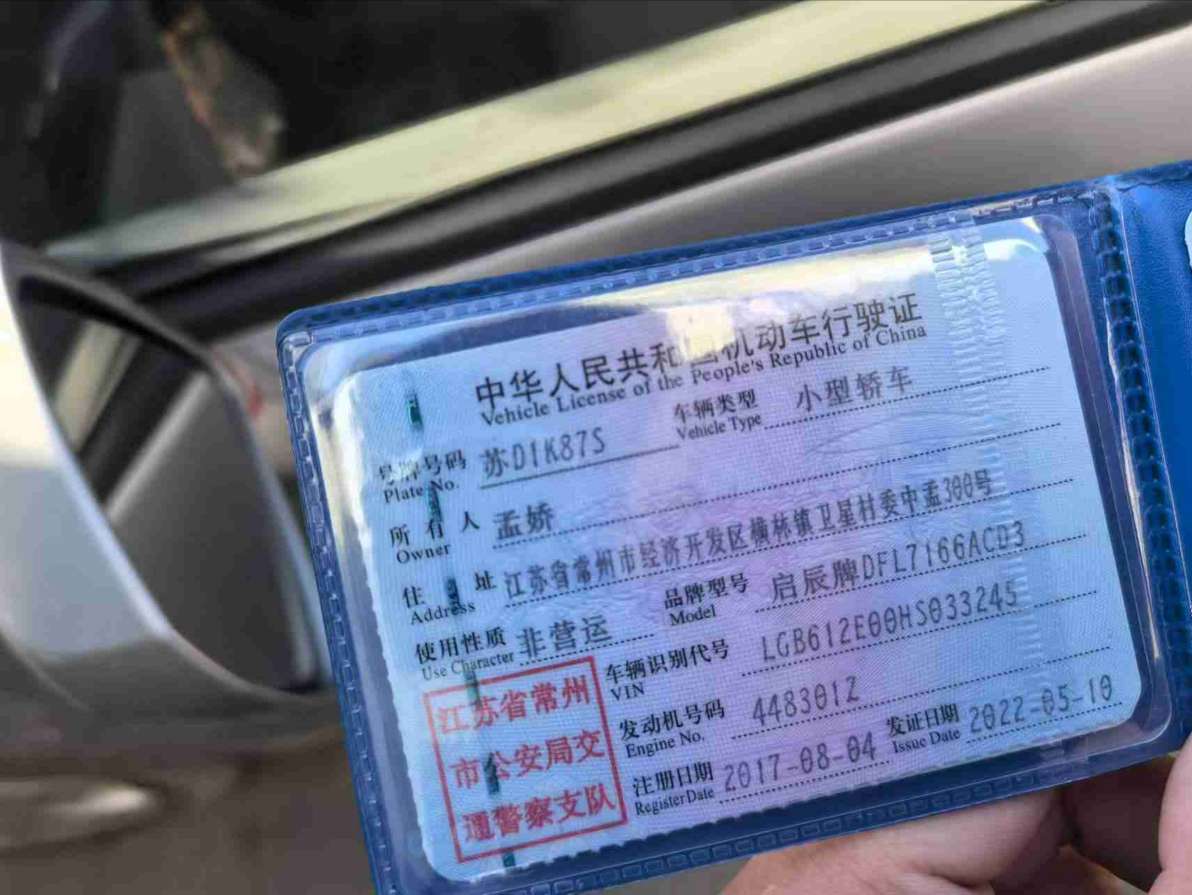 中华人民共和国机动车行驶证
Vehicle License of the People's Republic of China
号牌号码 苏D1K87S 车辆类型 小型轿车
Plate No. Vehicle Type
所有人 孟娇
Owner
住址 江苏省常州市经济开发区横林镇卫星村委中孟300号
Address
使用性质 非营运 品牌型号 启辰牌DFL7166ACD3
Use Character Model
江苏省常州
市公安局交
通警察支队
车辆识别代号 LGB612E00HS033245
VIN
发动机号码 448301Z
Engine No.
注册日期 2017-08-04 发证日期 2022-05-10
Register Date Issue Date